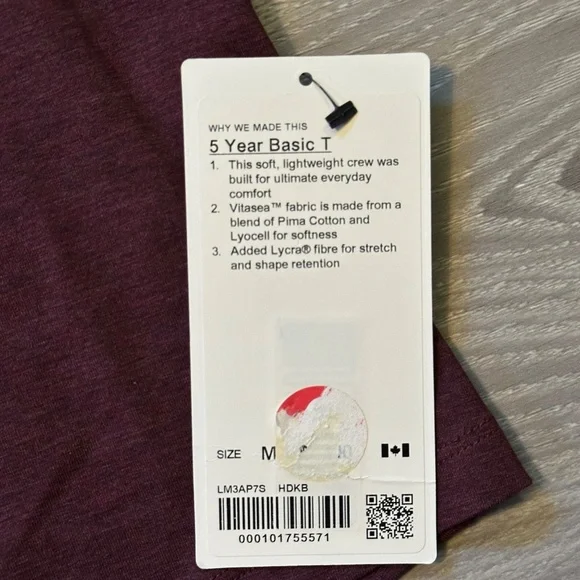 WHY WE MADE THIS
5 Year Basic T
1. This soft, lightweight crew was
built for ultimate everyday
comfort
2. Vitasea™ fabric is made from a
blend of Pima Cotton and
Lyocell for softness
3. Added Lycra® fibre for stretch
and shape retention
SIZE M
LM3AP7S HDKB
000101755571